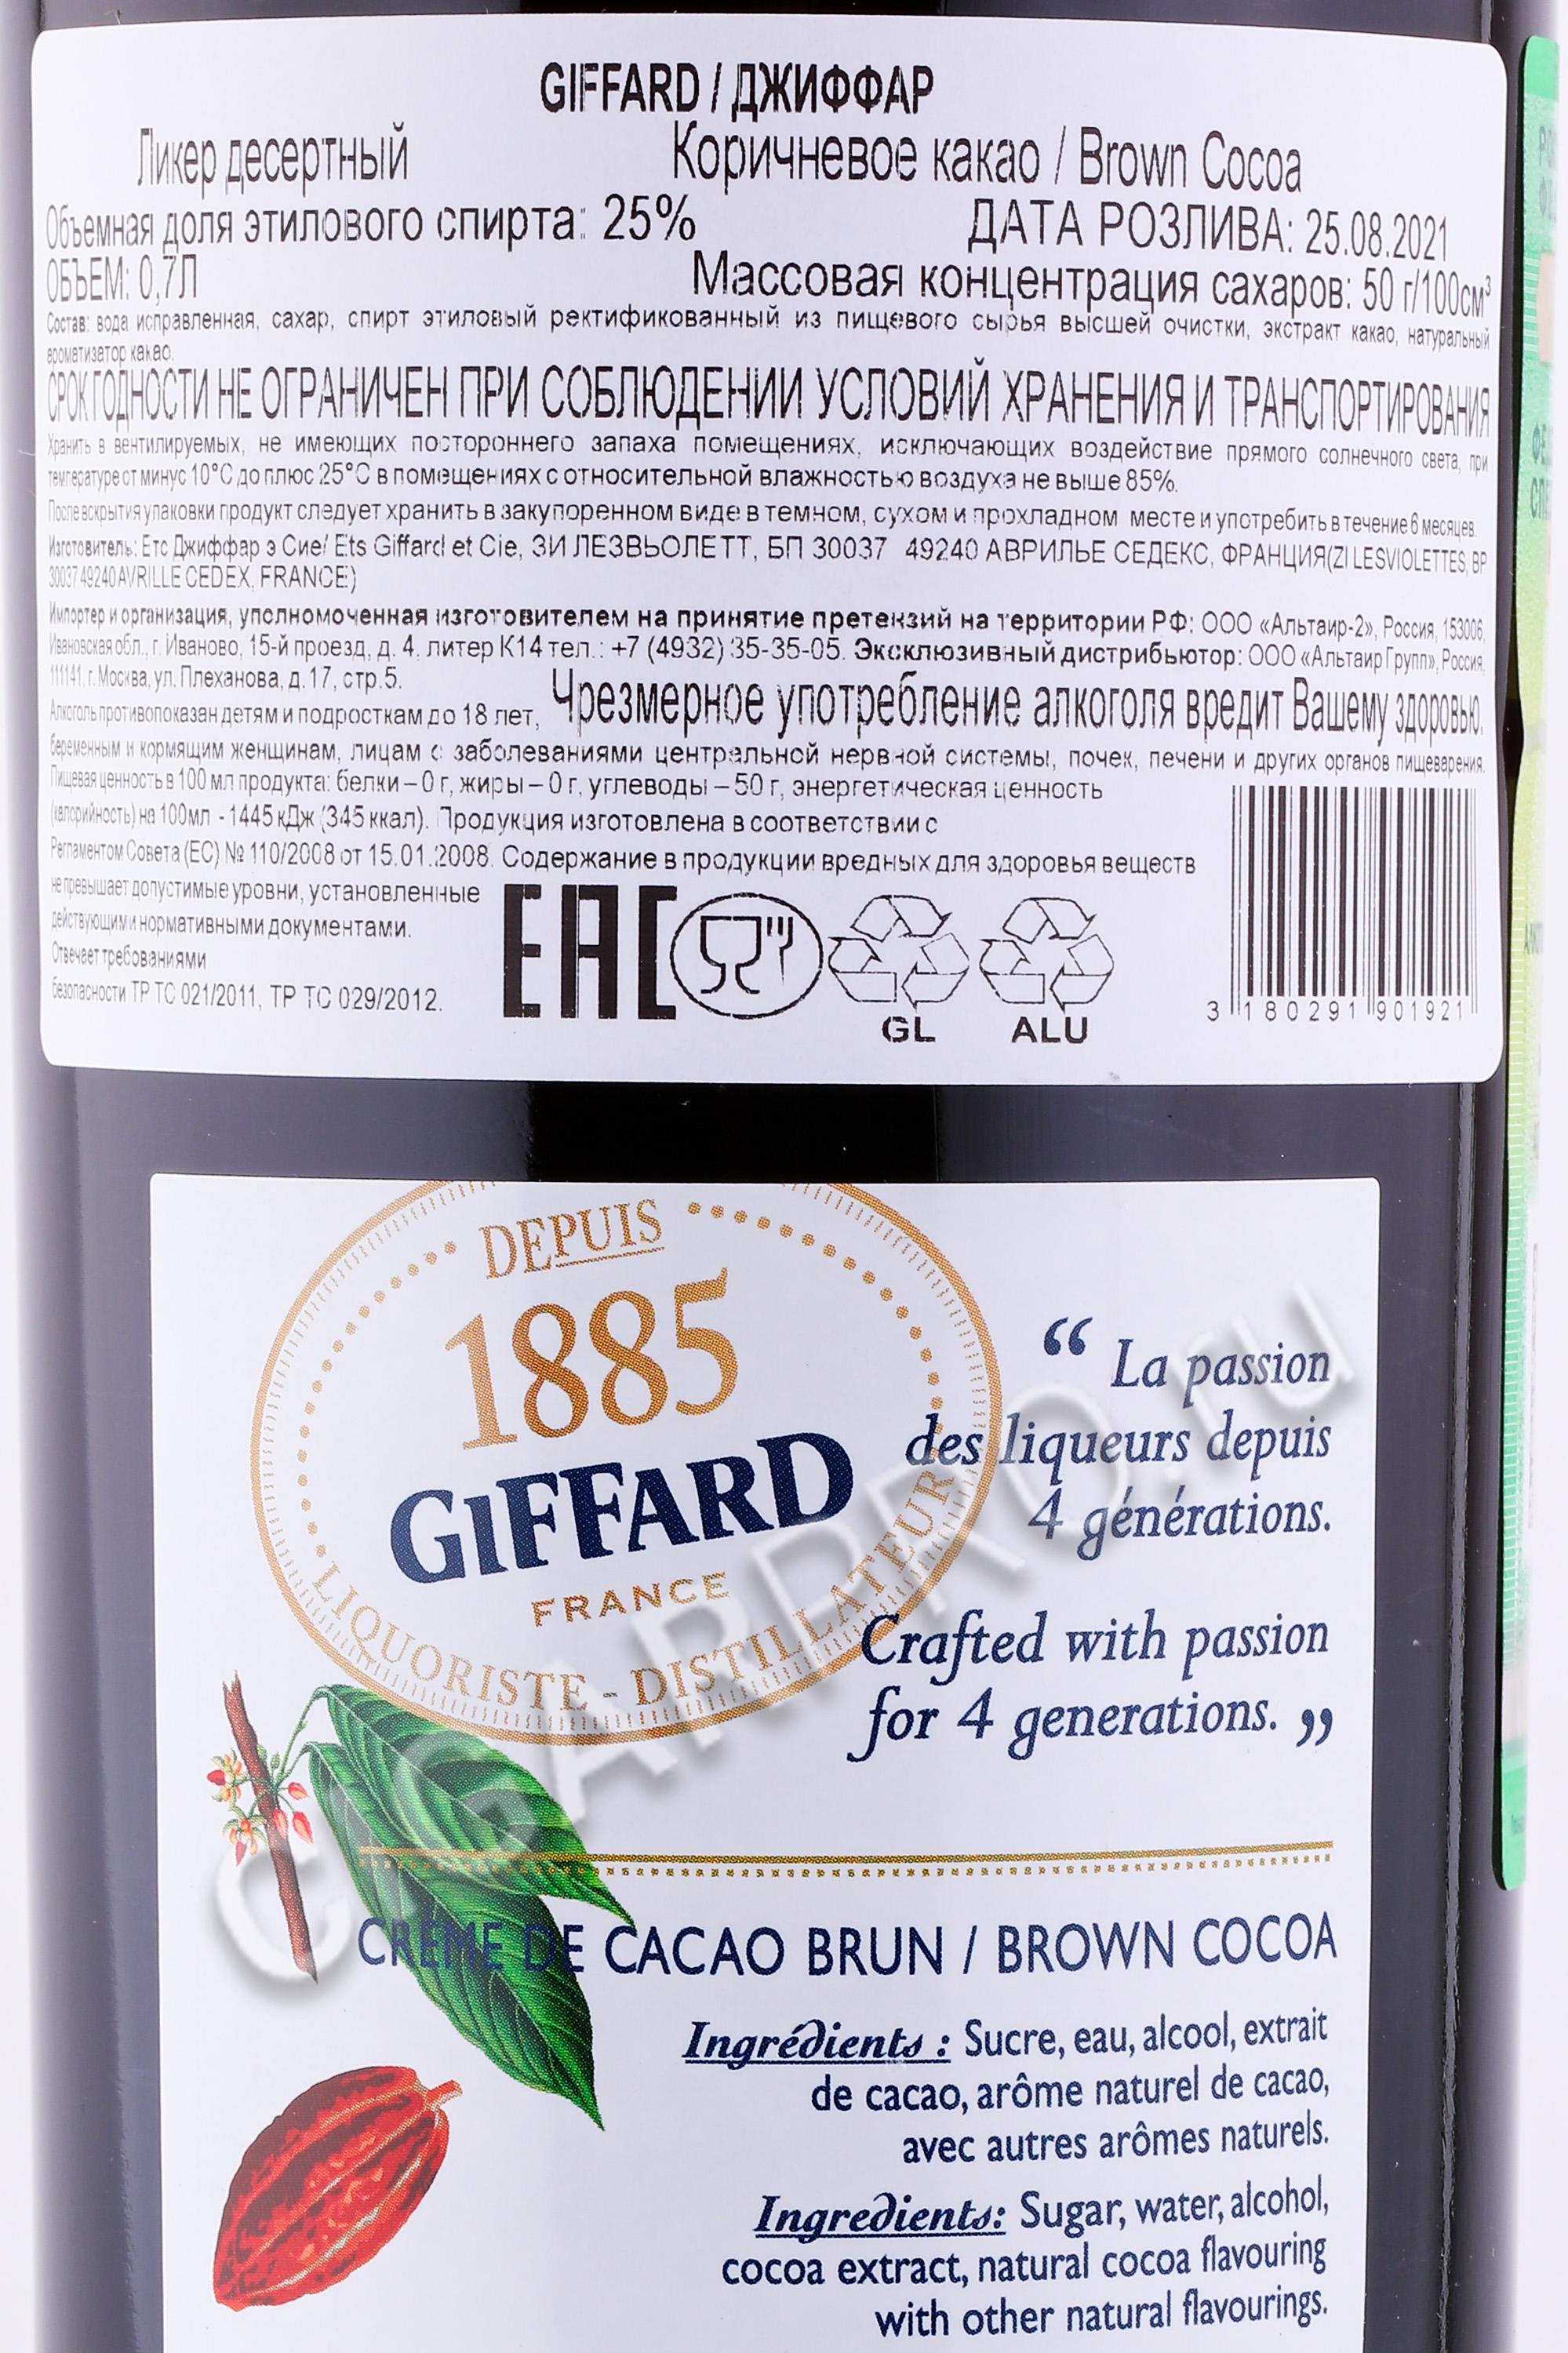 GIFFARD / ДЖИФФАР
Ликер десертный Коричневое какао / Brown Cocoa
Объемная доля этилового спирта: 25% ДАТА РОЗЛИВА: 25.08.2021
ОБЪЕМ: 0,7Л Массовая концентрация сахаров: 50 г/100см³
Состав: вода исправленная, сахар, спирт этиловый ректификованный из пищевого сырья высшей очистки, экстракт какао, натуральный
ароматизатор какао.
СРОК ГОДНОСТИ НЕ ОГРАНИЧЕН ПРИ СОБЛЮДЕНИИ УСЛОВИЙ ХРАНЕНИЯ И ТРАНСПОРТИРОВАНИЯ
Хранить в вентилируемых, не имеющих постороннего запаха помещениях, исключающих воздействие прямого солнечного света, при
температуре от минус 10°С до плюс 25°С в помещениях с относительной влажностью воздуха не выше 85%.
После вскрытия упаковки продукт следует хранить в закупоренном виде в темном, сухом и прохладном месте и употребить в течение 6 месяцев.
Изготовитель: Етс Джиффар э Сие/ Ets Giffard et Cie, ЗИ ЛЕЗВЬОЛЕТТ, БП 30037 49240 АВРИЛЬЕ СЕДЕКС, ФРАНЦИЯ(ZI LESVIOLETTES, BP
30037 49240 AVRILLE CEDEX, FRANCE)
Импортер и организация, уполномоченная изготовителем на принятие претензий на территории РФ: ООО «Альтаир-2», Россия, 153006,
Ивановская обл., г. Иваново, 15-й проезд, д. 4, литер К14 тел.: +7 (4932) 35-35-05. Эксклюзивный дистрибьютор: ООО «Альтаир Групп», Россия,
111141, г. Москва, ул. Плеханова, д. 17, стр.5.
Алкоголь противопоказан детям и подросткам до 18 лет, Чрезмерное употребление алкоголя вредит Вашему здоровью.
беременным и кормящим женщинам, лицам с заболеваниями центральной нервной системы, почек, печени и других органов пищеварения.
Пищевая ценность в 100 мл продукта: белки – 0 г, жиры – 0 г, углеводы – 50 г, энергетическая ценность
(калорийность) на 100мл - 1445 кДж (345 ккал). Продукция изготовлена в соответствии с
Регламентом Совета (ЕС) № 110/2008 от 15.01.2008. Содержание в продукции вредных для здоровья веществ
не превышает допустимые уровни, установленные
действующими нормативными документами.
Отвечает требованиями
безопасности ТР ТС 021/2011, ТР ТС 029/2012.
EAC
GL ALU
3 180291 901921
DEPUIS
1885
GIFFARD
FRANCE
LIQUORISTE - DISTILLATEUR
“ La passion
des liqueurs depuis
4 générations.
Crafted with passion
for 4 generations. ”
CRÈME DE CACAO BRUN / BROWN COCOA
Ingrédients : Sucre, eau, alcool, extrait
de cacao, arôme naturel de cacao,
avec autres arômes naturels.
Ingredients: Sugar, water, alcohol,
cocoa extract, natural cocoa flavouring
with other natural flavourings.
CIGARPRO.ru